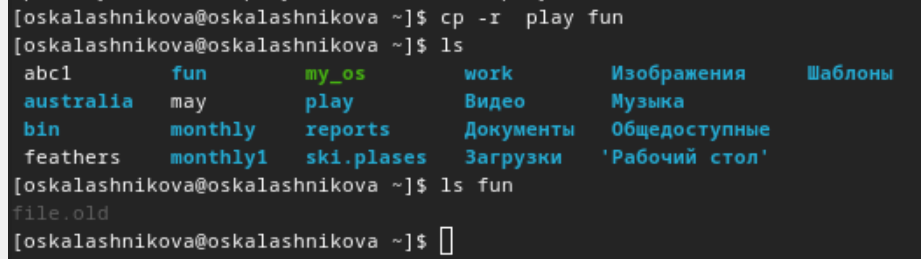 [oskalashnikova@oskalashnikova ~]$ cp -r  play fun
[oskalashnikova@oskalashnikova ~]$ ls
abc1 fun my_os work Изображения Шаблоны
australia may play Видео Музыка
bin monthly reports Документы Общедоступные
feathers monthly1 ski.plases Загрузки 'Рабочий стол'
[oskalashnikova@oskalashnikova ~]$ ls fun
file.old
[oskalashnikova@oskalashnikova ~]$